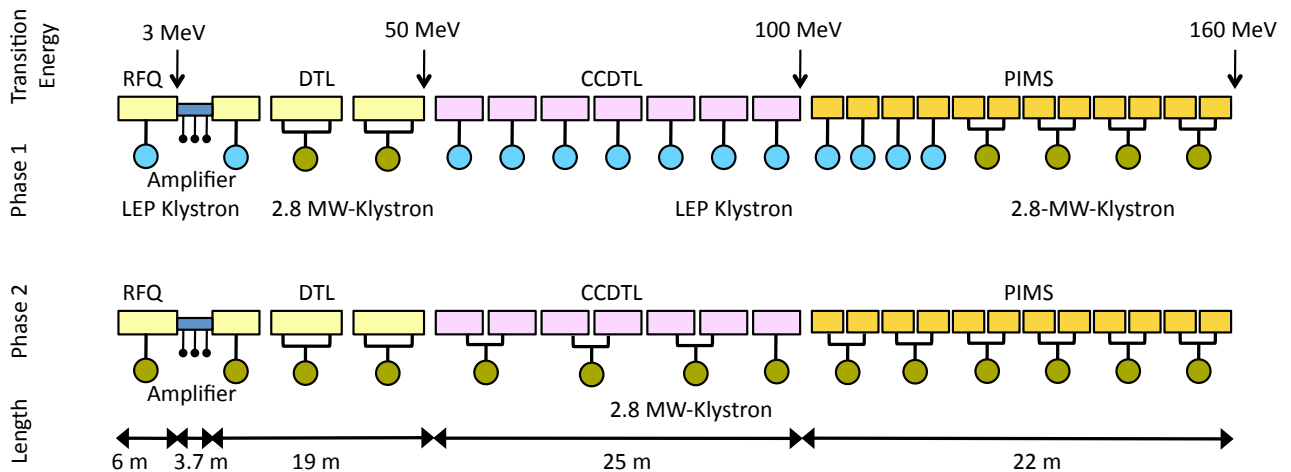 Transition
Energy
3 MeV
50 MeV
100 MeV
160 MeV
RFQ
DTL
CCDTL
PIMS
Phase 1
Amplifier
LEP Klystron
2.8 MW-Klystron
LEP Klystron
2.8-MW-Klystron
Phase 2
RFQ
DTL
CCDTL
PIMS
Amplifier
2.8 MW-Klystron
Length
6 m
3.7 m
19 m
25 m
22 m